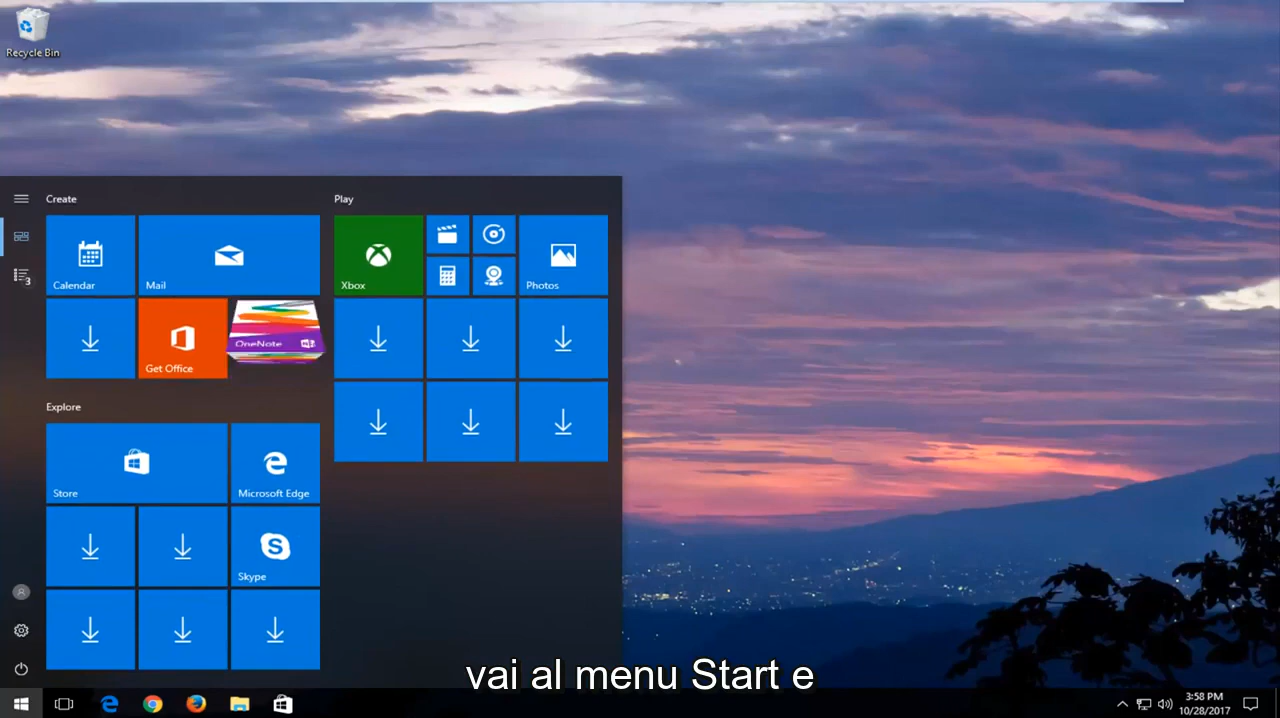 Recycle Bin
Create
Play
Calendar
Mail
Xbox
Photos
Get Office
OneNote
Explore
Store
Microsoft Edge
Skype
3
vai al menu Start e
3:58 PM
10/28/2017